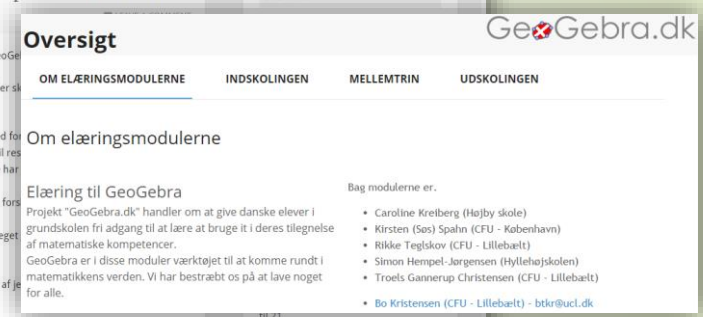 Oversigt
GeoGebra.dk
OM ELÆRINGSMODULERNE INDSKOLINGEN MELLEMTRIN UDSKOLINGEN
Om elæringsmodulerne
Elæring til GeoGebra
Projekt "GeoGebra.dk" handler om at give danske elever i
grundskolen fri adgang til at lære at bruge it i deres tilegnelse
af matematiske kompetencer.
GeoGebra er i disse moduler værktøjet til at komme rundt i
matematikkens verden. Vi har bestræbt os på at lave noget
for alle.
Bag modulerne er.
• Caroline Kreiberg (Højby skole)
• Kirsten (Søs) Spahn (CFU - København)
• Rikke Teglskov (CFU - Lillebælt)
• Simon Hempel-Jørgensen (Hyllehøjskolen)
• Troels Gannerup Christensen (CFU - Lillebælt)
• Bo Kristensen (CFU - Lillebælt) - btkr@ucl.dk